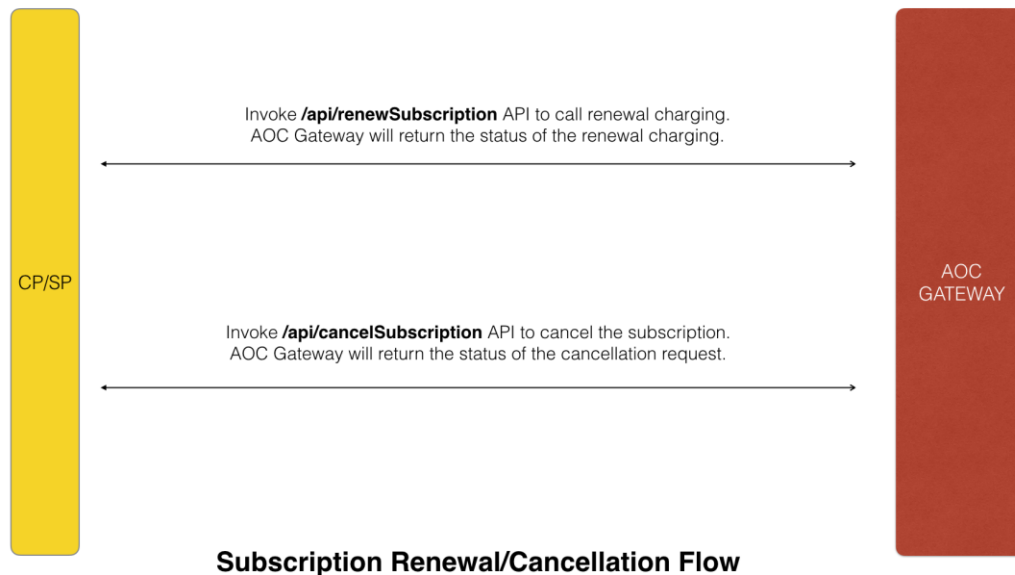 Invoke /api/renewSubscription API to call renewal charging.
AOC Gateway will return the status of the renewal charging.
CP/SP
AOC
GATEWAY
Invoke /api/cancelSubscription API to cancel the subscription.
AOC Gateway will return the status of the cancellation request.
Subscription Renewal/Cancellation Flow